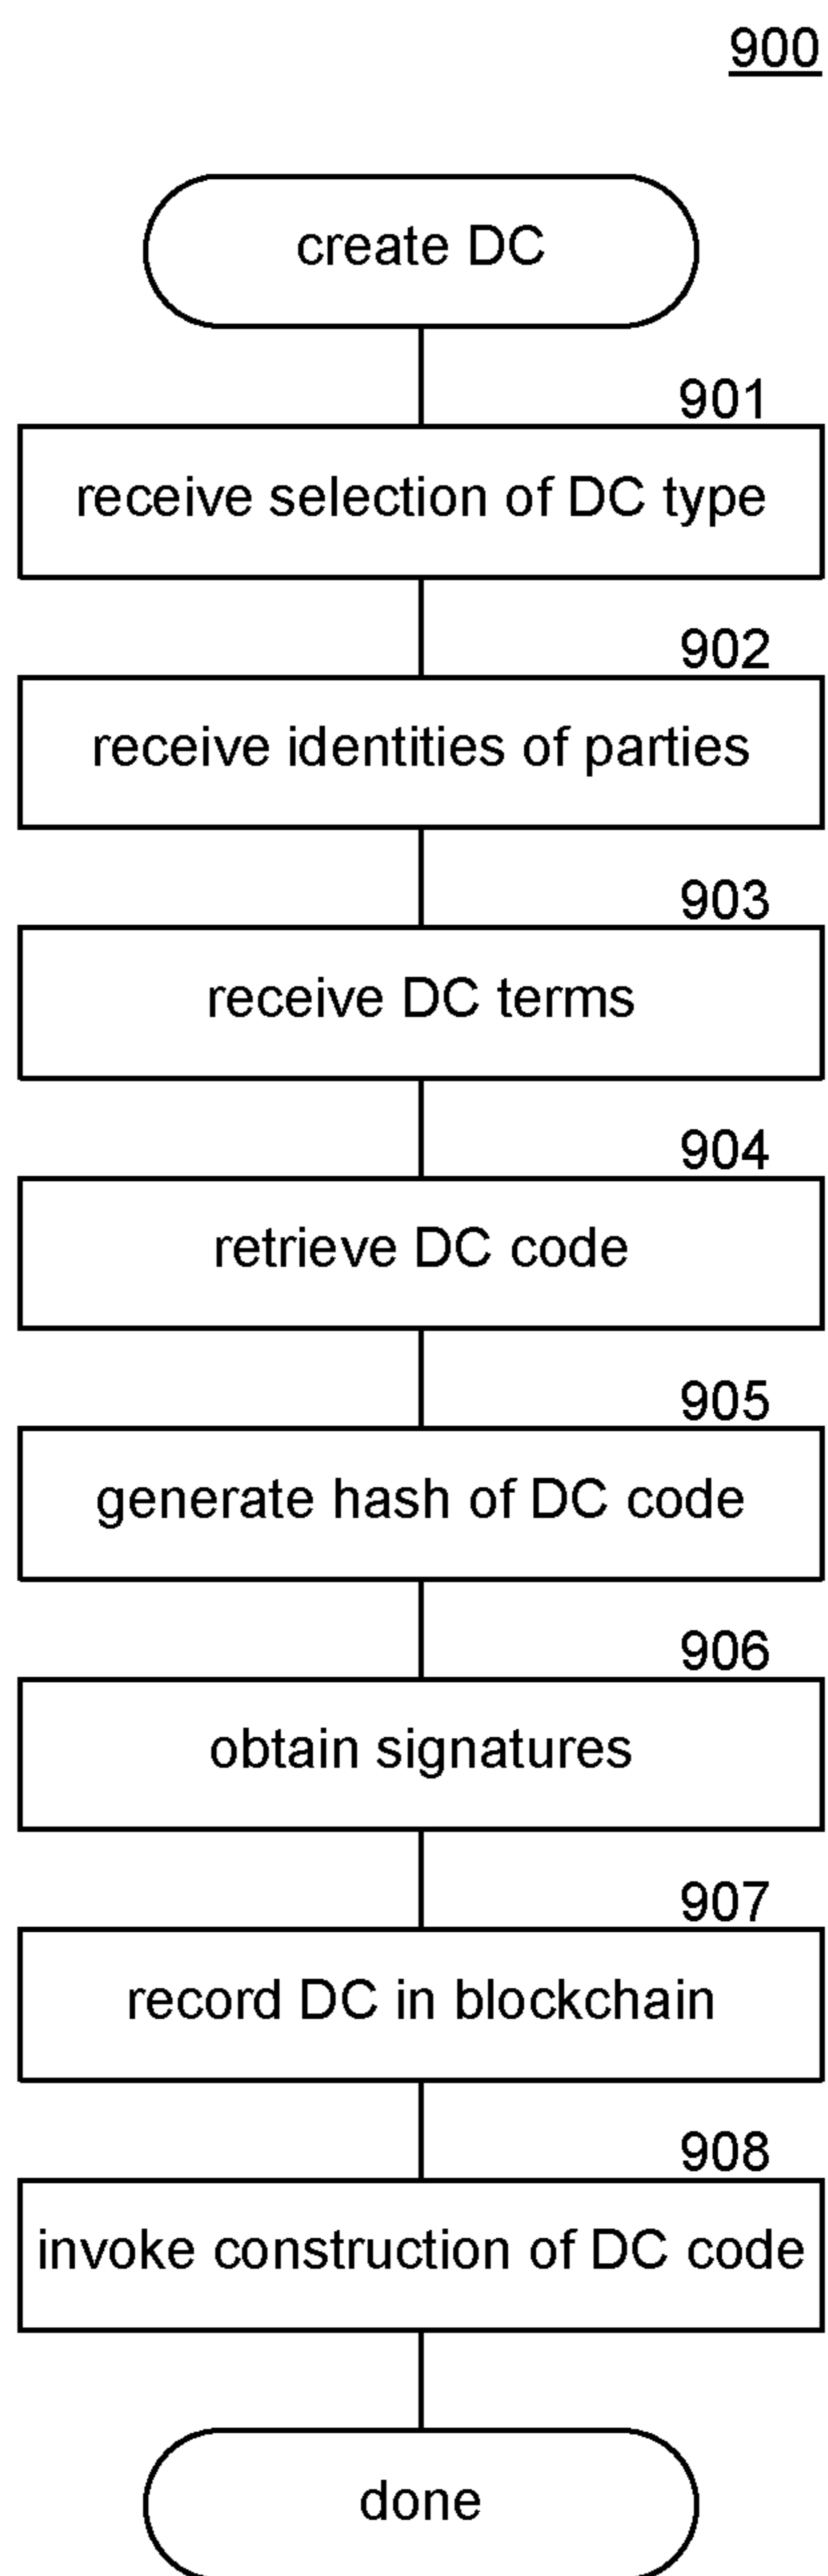 900
create DC
901
receive selection of DC type
902
receive identities of parties
903
receive DC terms
904
retrieve DC code
905
generate hash of DC code
906
obtain signatures
907
record DC in blockchain
908
invoke construction of DC code
done